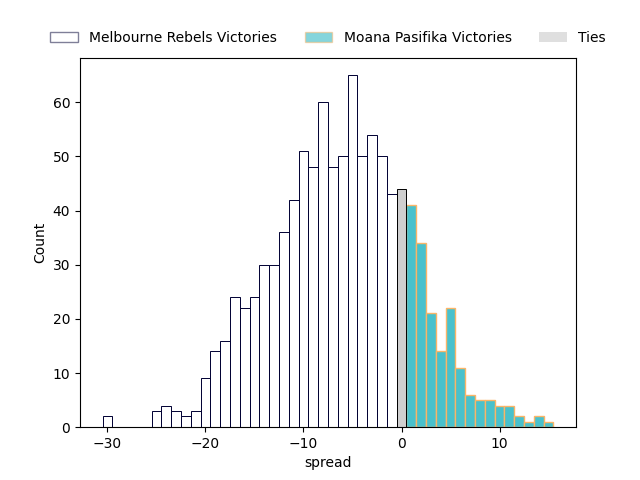 Melbourne Rebels Victories Moana Pasifika Victories Ties
60
50
40
30
20
10
0
Count
−30 −20 −10 0 10
spread